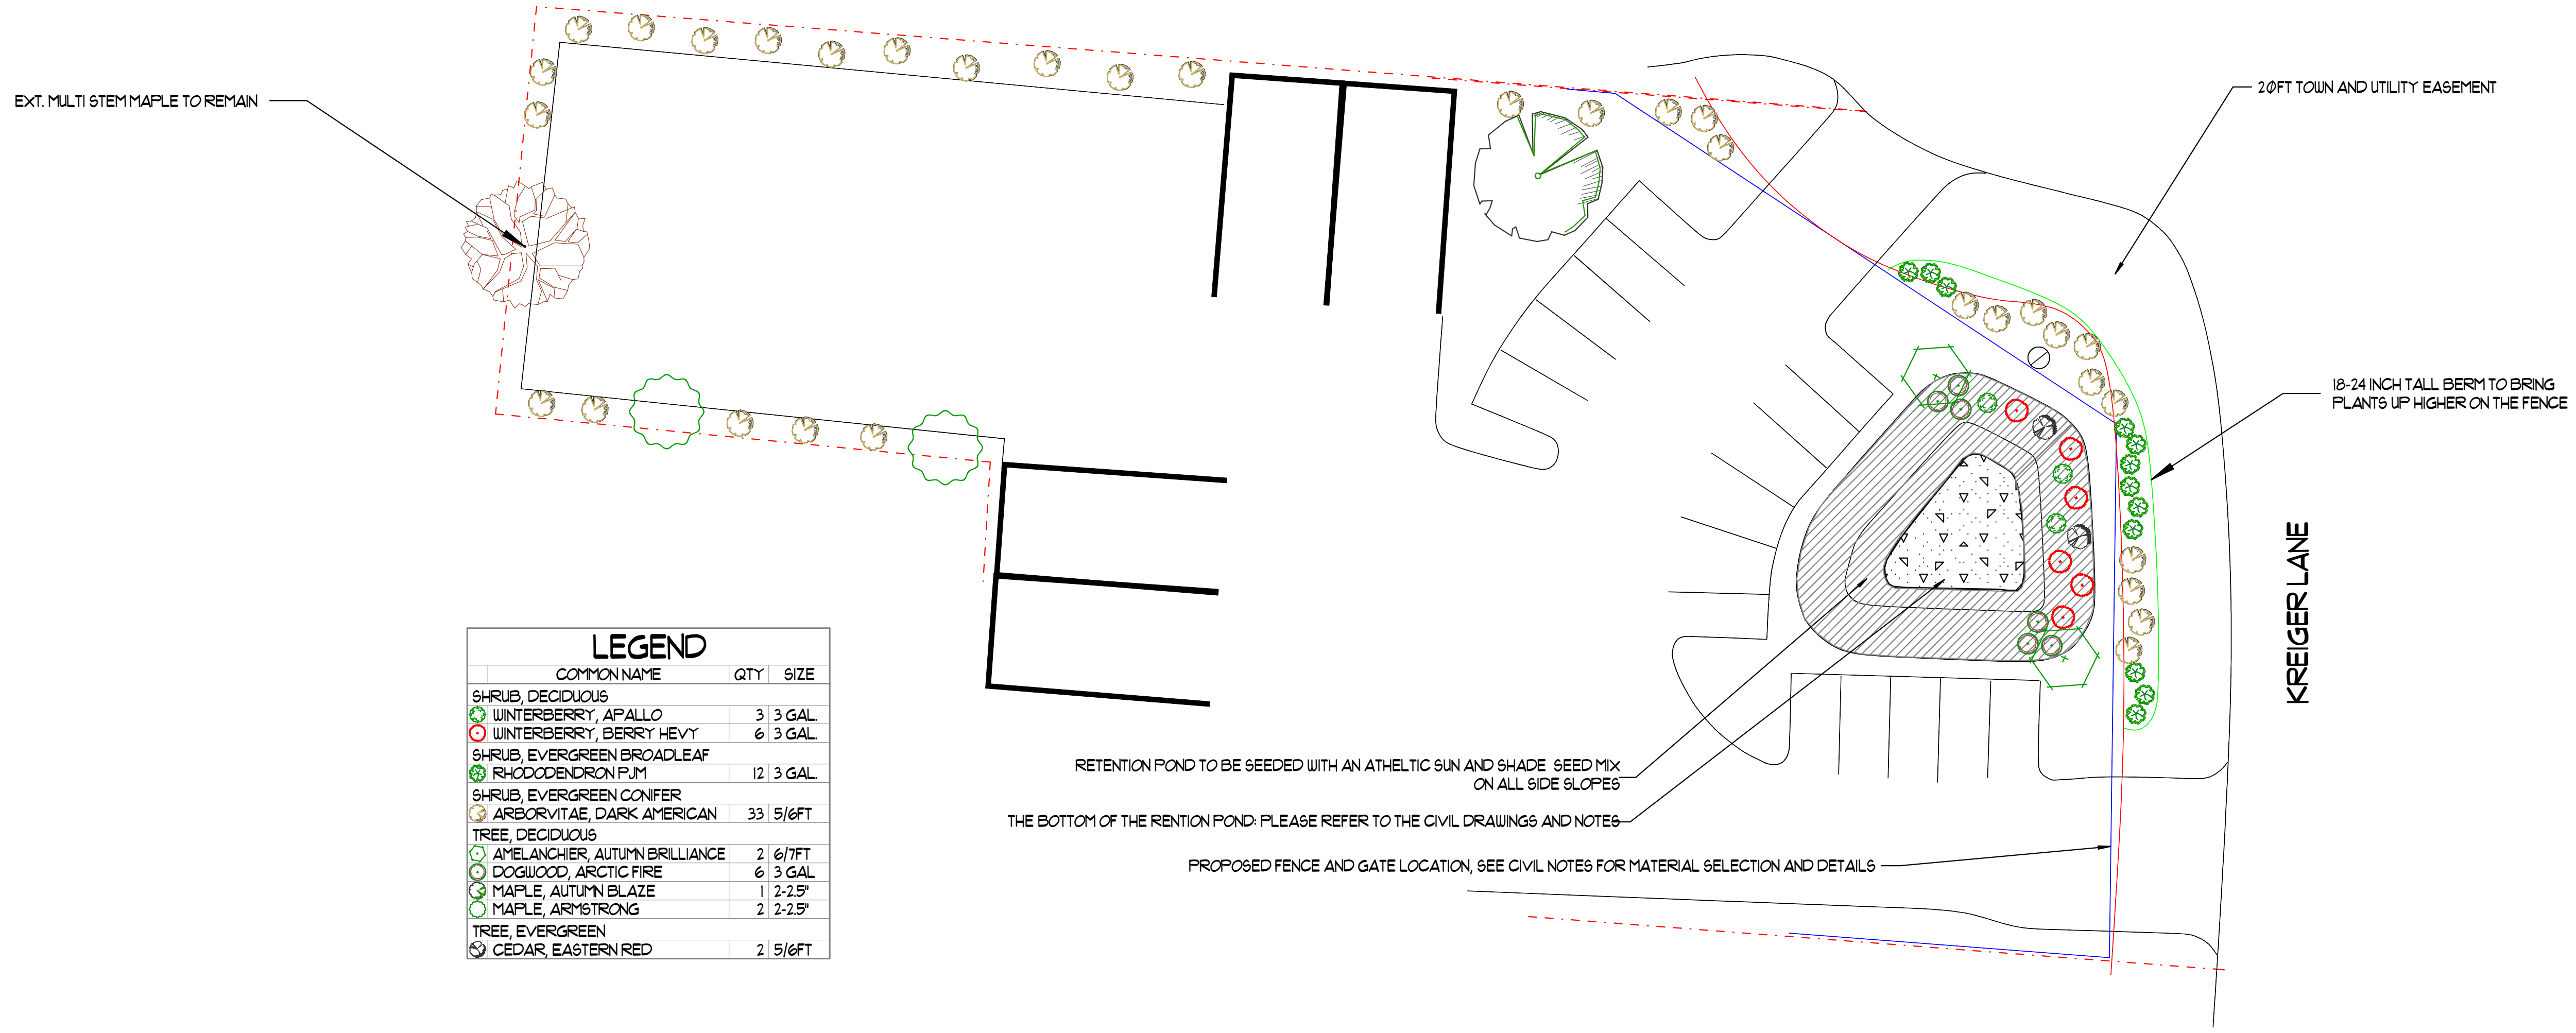 EXT. MULTI STEM MAPLE TO REMAIN
20FT TOWN AND UTILITY EASEMENT
18-24 INCH TALL BERM TO BRING
PLANTS UP HIGHER ON THE FENCE
KREIGER LANE
LEGEND
COMMON NAME QTY SIZE
SHRUB, DECIDUOUS
WINTERBERRY, APALLO 3 3 GAL.
WINTERBERRY, BERRY HEVY 6 3 GAL.
SHRUB, EVERGREEN BROADLEAF
RHODODENDRON PJM 12 3 GAL.
SHRUB, EVERGREEN CONIFER
ARBORVITAE, DARK AMERICAN 33 5/6FT
TREE, DECIDUOUS
AMELANCHIER, AUTUMN BRILLIANCE 2 6/7FT
DOGWOOD, ARCTIC FIRE 6 3 GAL
MAPLE, AUTUMN BLAZE 1 2-2.5"
MAPLE, ARMSTRONG 2 2-2.5"
TREE, EVERGREEN
CEDAR, EASTERN RED 2 5/6FT
RETENTION POND TO BE SEEDED WITH AN ATHELTIC SUN AND SHADE SEED MIX
ON ALL SIDE SLOPES
THE BOTTOM OF THE RENTION POND: PLEASE REFER TO THE CIVIL DRAWINGS AND NOTES
PROPOSED FENCE AND GATE LOCATION, SEE CIVIL NOTES FOR MATERIAL SELECTION AND DETAILS